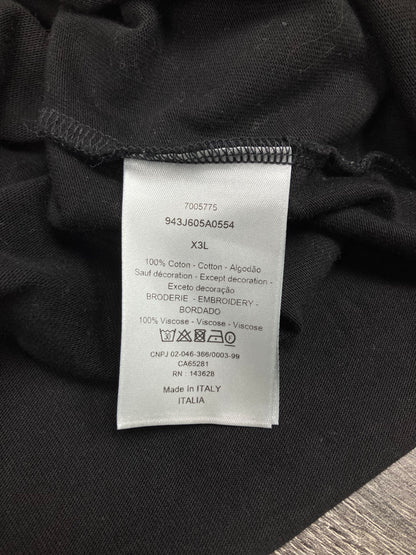 7005775
943J605A0554
X3L
100% Coton - Cotton - Algodão
Sauf décoration - Except decoration -
Exceto decoração
BRODERIE - EMBROIDERY -
BORDADO
100% Viscose - Viscose - Viscose
CNPJ 02-046-366/0003-99
CA65281
RN : 143628
Made In ITALY
ITALIA